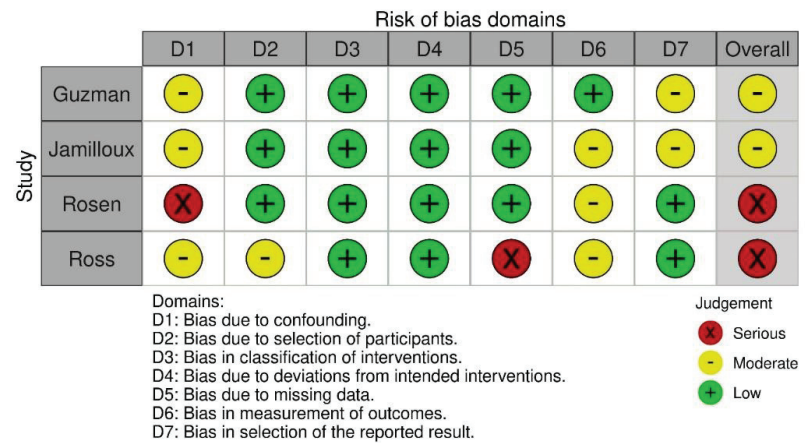 Risk of bias domains
D1 D2 D3 D4 D5 D6 D7 Overall
Study
Guzman - + + + + + - -
Jamilloux - + + + + - - -
Rosen X + + + + - + X
Ross - - + + X - + X
Domains:
D1: Bias due to confounding.
D2: Bias due to selection of participants.
D3: Bias in classification of interventions.
D4: Bias due to deviations from intended interventions.
D5: Bias due to missing data.
D6: Bias in measurement of outcomes.
D7: Bias in selection of the reported result.
Judgement
X Serious
- Moderate
+ Low